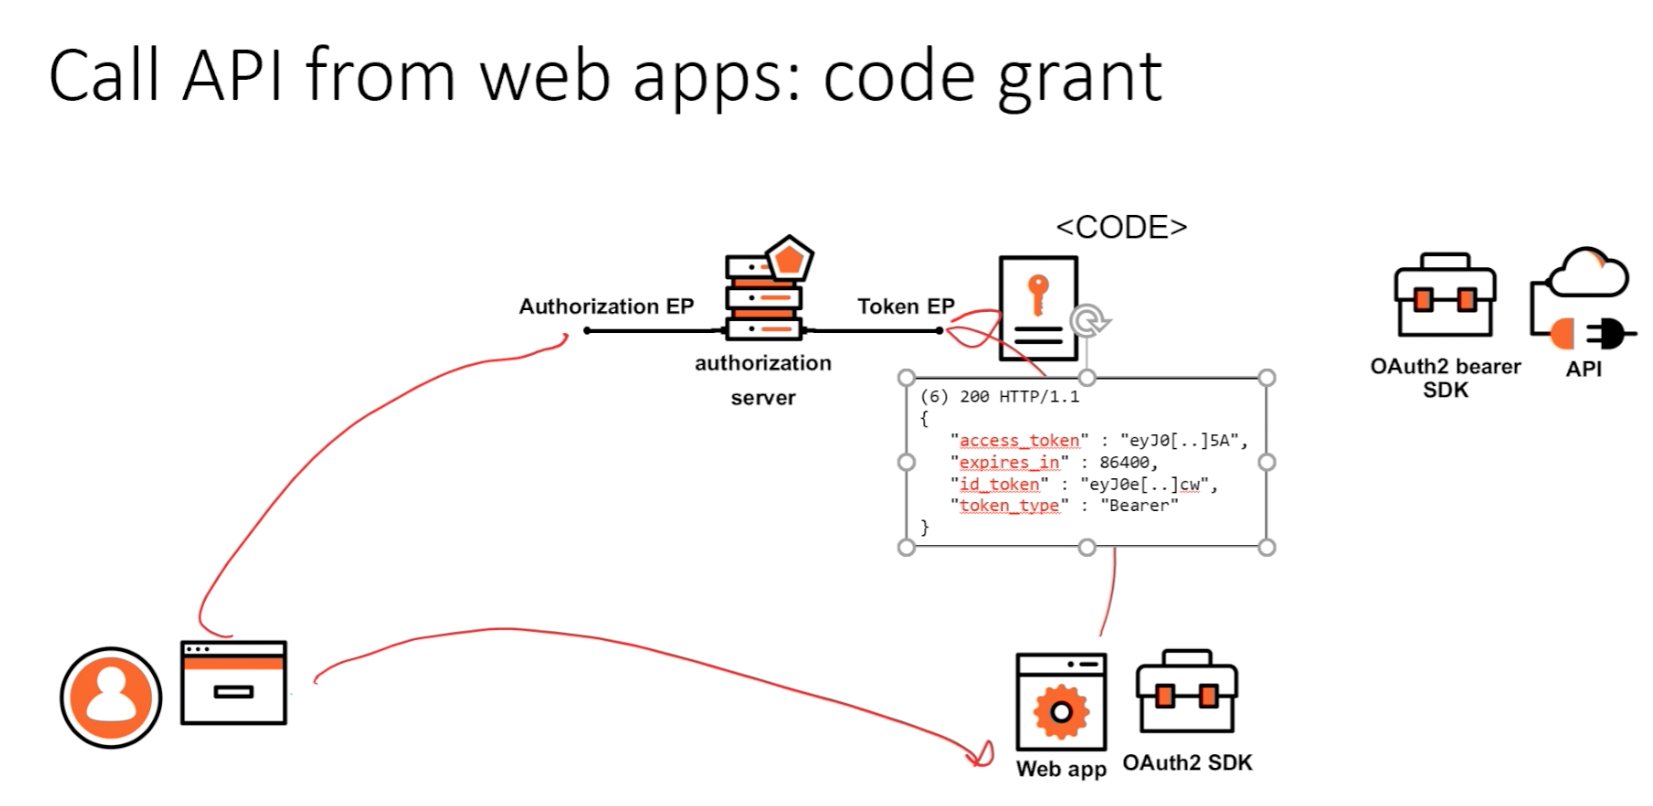 Call API from web apps: code grant
<CODE>
Authorization EP
Token EP
authorization
server
OAuth2 bearer
SDK
API
(6) 200 HTTP/1.1
{
"access_token" : "eyJ0[..]5A",
"expires_in" : 86400,
"id_token" : "eyJ0e[..]cw",
"token_type" : "Bearer"
}
Web app
OAuth2 SDK